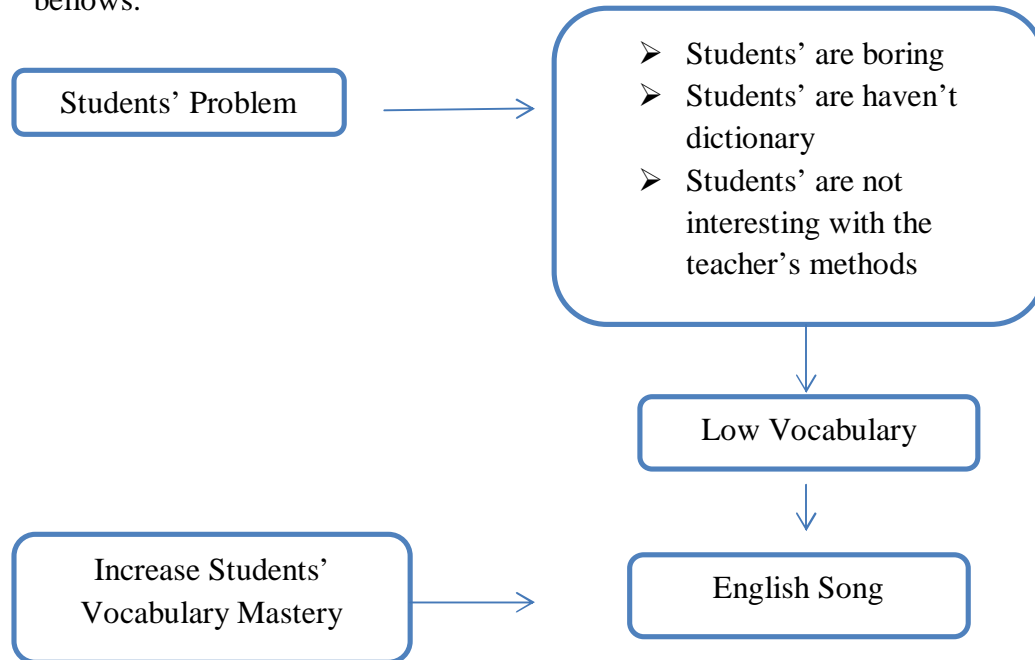 bellows:
Students’ Problem
➢ Students’ are boring
➢ Students’ are haven’t
dictionary
➢ Students’ are not
interesting with the
teacher’s methods
Low Vocabulary
Increase Students’
Vocabulary Mastery
English Song